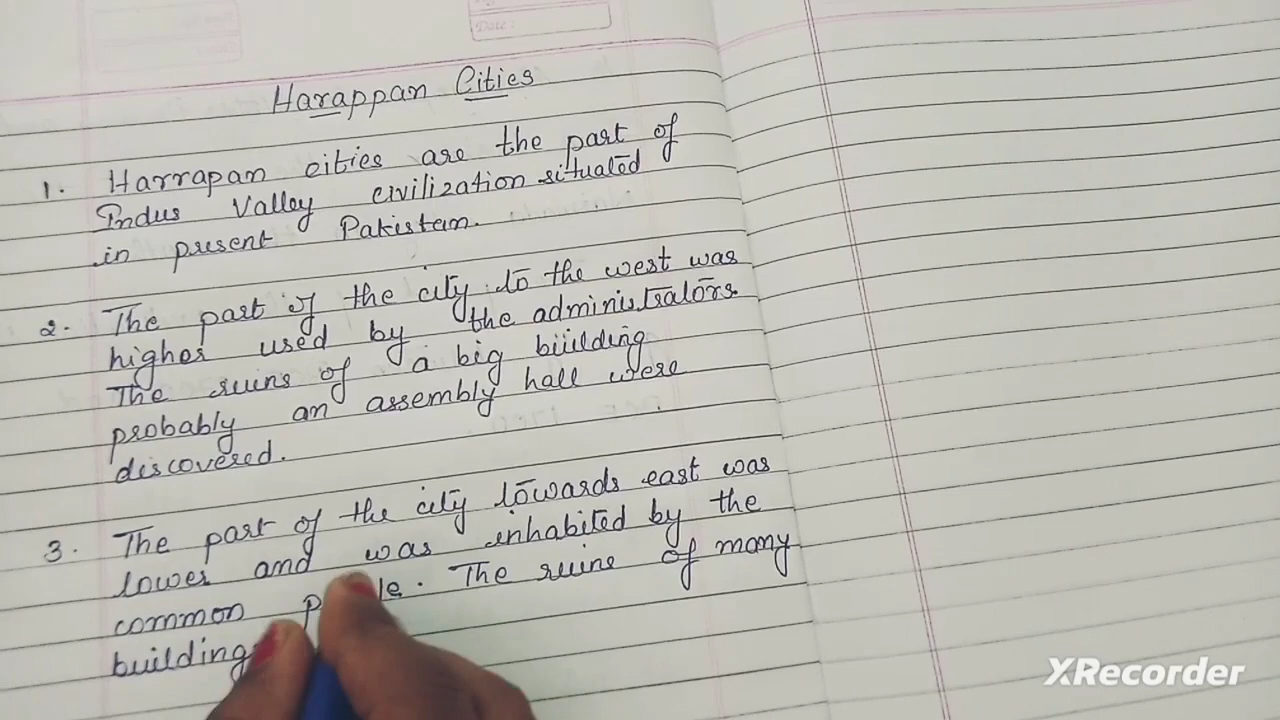 Date:
Harappan Cities
1. Harrapan cities are the part of
Indus Valley civilization situated
in present Pakistan.
2. The part of the city to the west was
higher used by the administrators.
The ruins of a big building
probably an assembly hall were
discovered.
3. The part of the city towards east was
lower and was inhabited by the
common The ruins of many
building
XRecorder